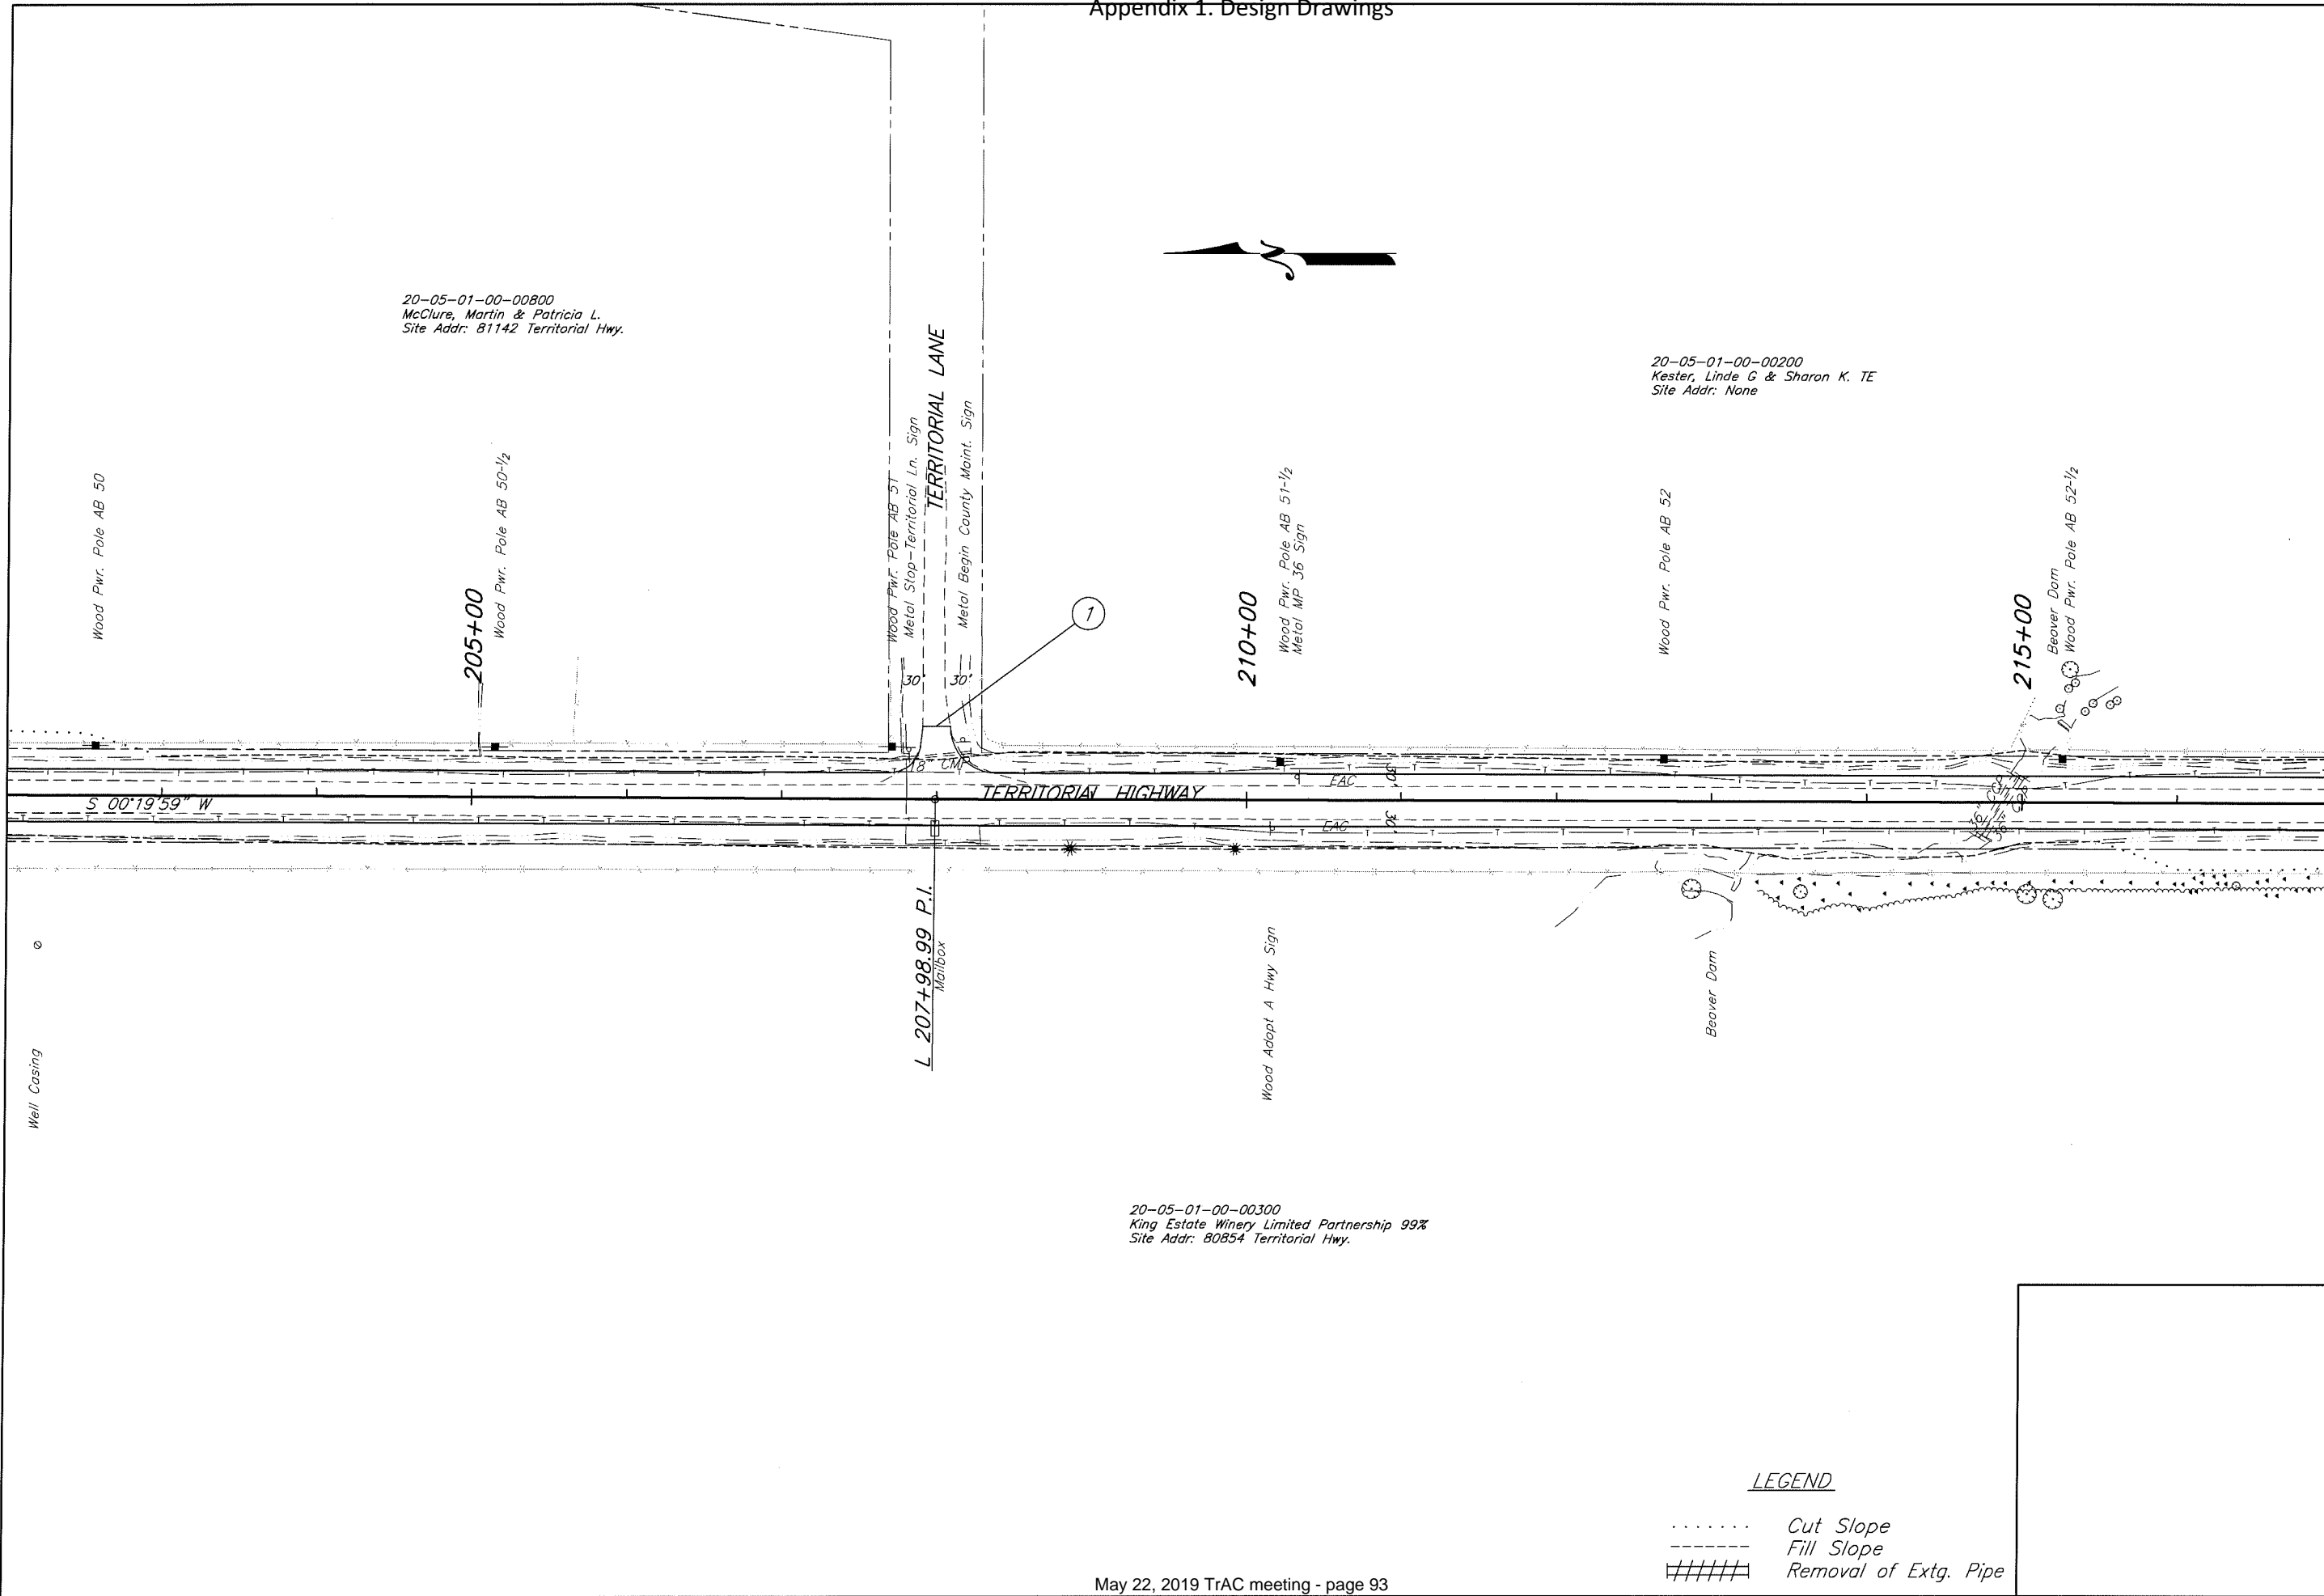 Appendix 1. Design Drawings
20-05-01-00-00800
McClure, Martin & Patricia L.
Site Addr: 81142 Territorial Hwy.
20-05-01-00-00200
Kester, Linde G & Sharon K. TE
Site Addr: None
Wood Pwr. Pole AB 50
205+00
Wood Pwr. Pole AB 50-1/2
Wood Pwr. Pole AB 51
Metal Stop-Territorial Ln. Sign
TERRITORIAL LANE
Metal Begin County Maint. Sign
1
210+00
Wood Pwr. Pole AB 51-1/2
Metal MP 36 Sign
Wood Pwr. Pole AB 52
215+00
Beaver Dam
Wood Pwr. Pole AB 52-1/2
30'
30'
18" CMP
EAC
30'
S 00°19'59" W
TERRITORIAL HIGHWAY
EAC
30'
36"
36"
L 207+98.99 P.I.
Mailbox
Wood Adopt A Hwy Sign
Beaver Dam
Well Casing
20-05-01-00-00300
King Estate Winery Limited Partnership 99%
Site Addr: 80854 Territorial Hwy.
LEGEND
Cut Slope
Fill Slope
Removal of Extg. Pipe
May 22, 2019 TrAC meeting - page 93